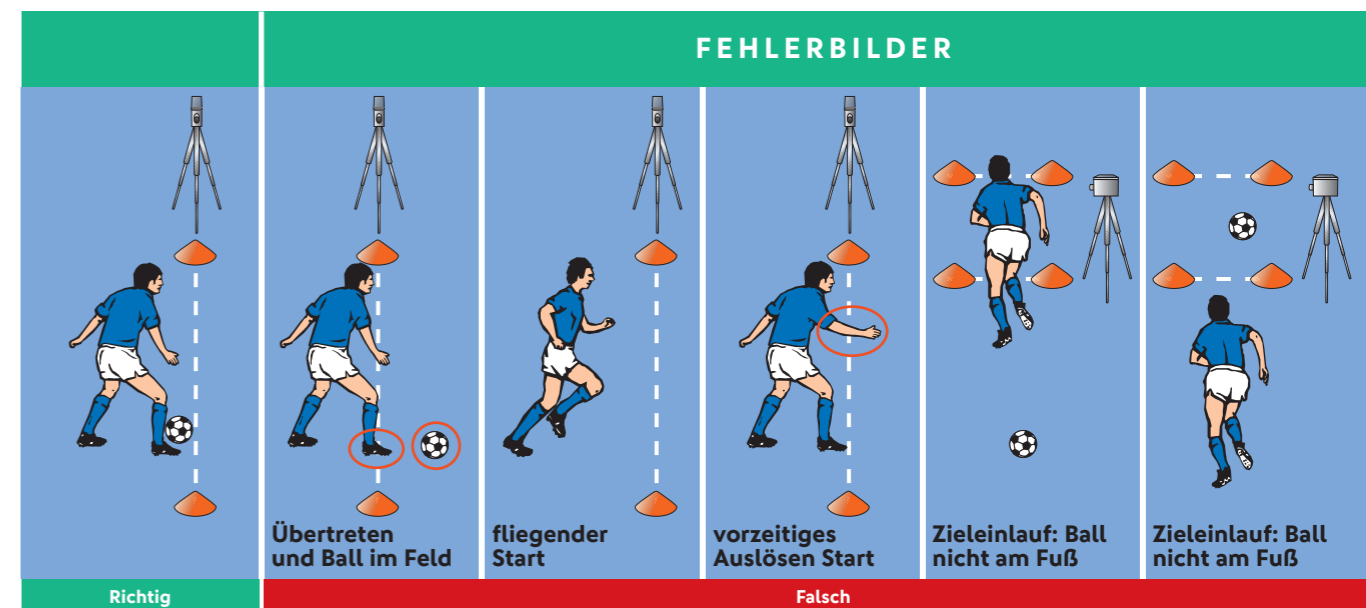 FEHLERBILDER
Übertreten
und Ball im Feld
fliegender
Start
vorzeitiges
Auslösen Start
Zieleinlauf: Ball
nicht am Fuß
Zieleinlauf: Ball
nicht am Fuß
Richtig
Falsch